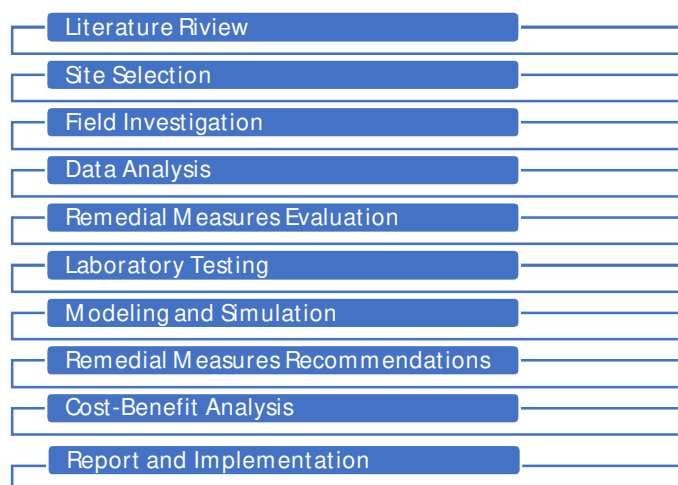 Literature Riview
Site Selection
Field Investigation
Data Analysis
Remedial Measures Evaluation
Laboratory Testing
Modeling and Simulation
Remedial Measures Recommendations
Cost-Benefit Analysis
Report and Implementation